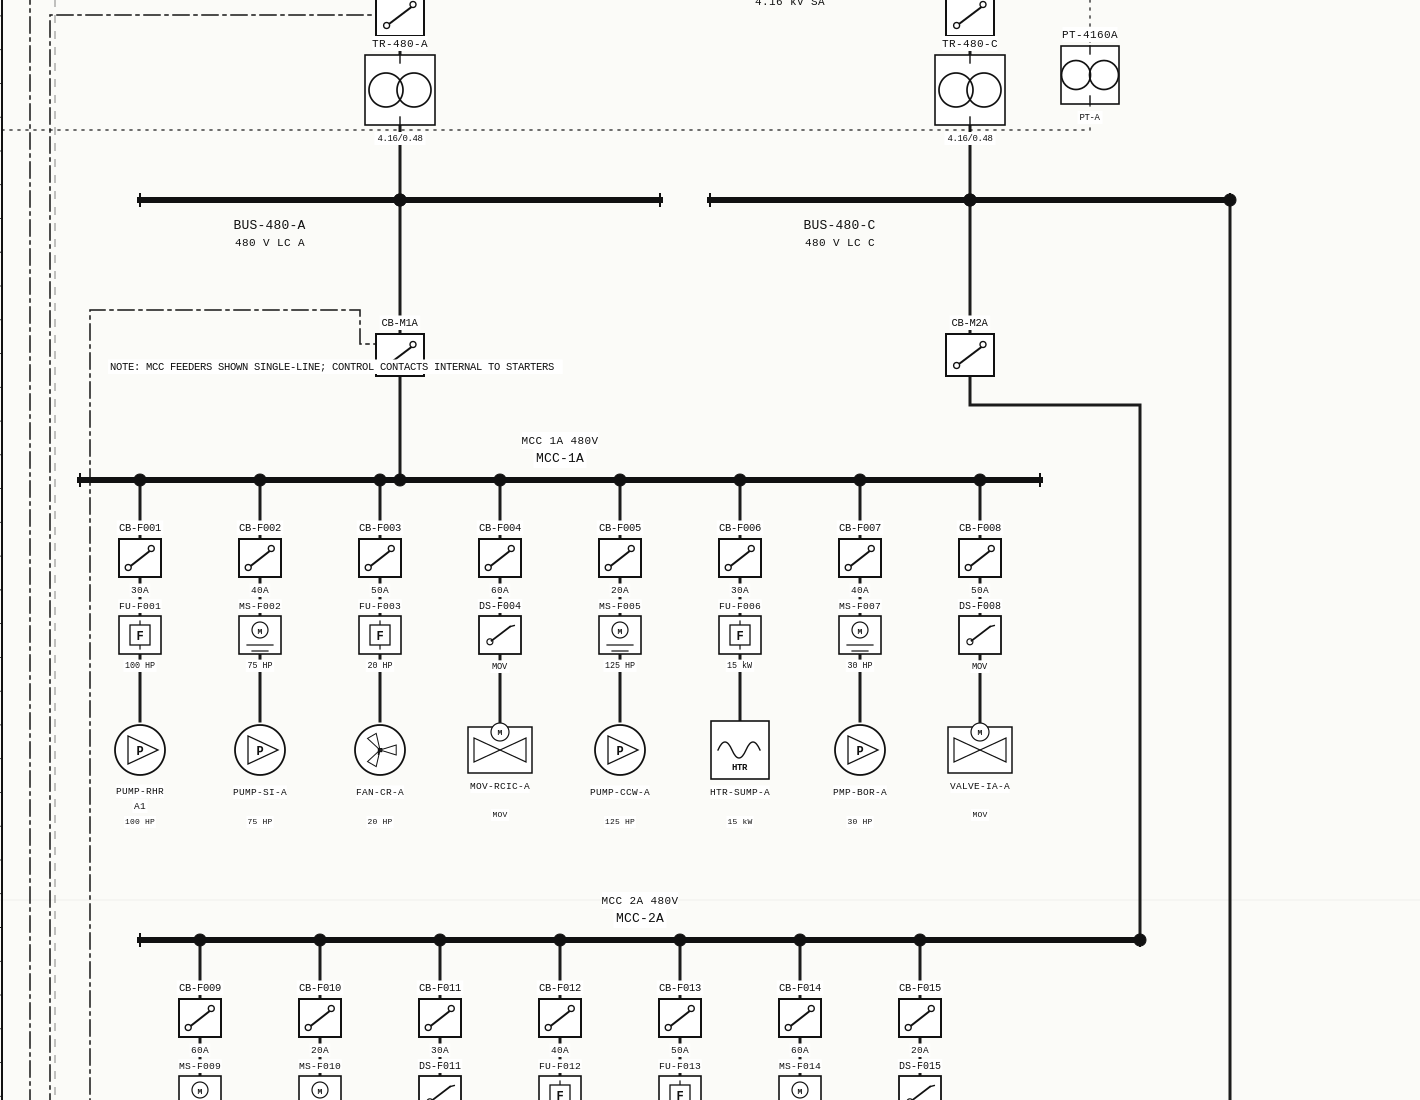 4.16 kV SA
TR-480-A
TR-480-C
PT-4160A
PT-A
4.16/0.48
4.16/0.48
BUS-480-A
480 V LC A
BUS-480-C
480 V LC C
CB-M1A
CB-M2A
NOTE: MCC FEEDERS SHOWN SINGLE-LINE; CONTROL CONTACTS INTERNAL TO STARTERS
MCC 1A 480V
MCC-1A
CB-F001
CB-F002
CB-F003
CB-F004
CB-F005
CB-F006
CB-F007
CB-F008
30A
40A
50A
60A
20A
30A
40A
50A
FU-F001
MS-F002
FU-F003
DS-F004
MS-F005
FU-F006
MS-F007
DS-F008
F
M
F
M
F
M
100 HP
75 HP
20 HP
MOV
125 HP
15 kW
30 HP
MOV
P
P
M
P
HTR
P
M
PUMP-RHR
A1
PUMP-SI-A
FAN-CR-A
MOV-RCIC-A
PUMP-CCW-A
HTR-SUMP-A
PMP-BOR-A
VALVE-IA-A
100 HP
75 HP
20 HP
MOV
125 HP
15 kW
30 HP
MOV
MCC 2A 480V
MCC-2A
CB-F009
CB-F010
CB-F011
CB-F012
CB-F013
CB-F014
CB-F015
60A
20A
30A
40A
50A
60A
20A
MS-F009
MS-F010
DS-F011
FU-F012
FU-F013
MS-F014
DS-F015
M
M
F
F
M